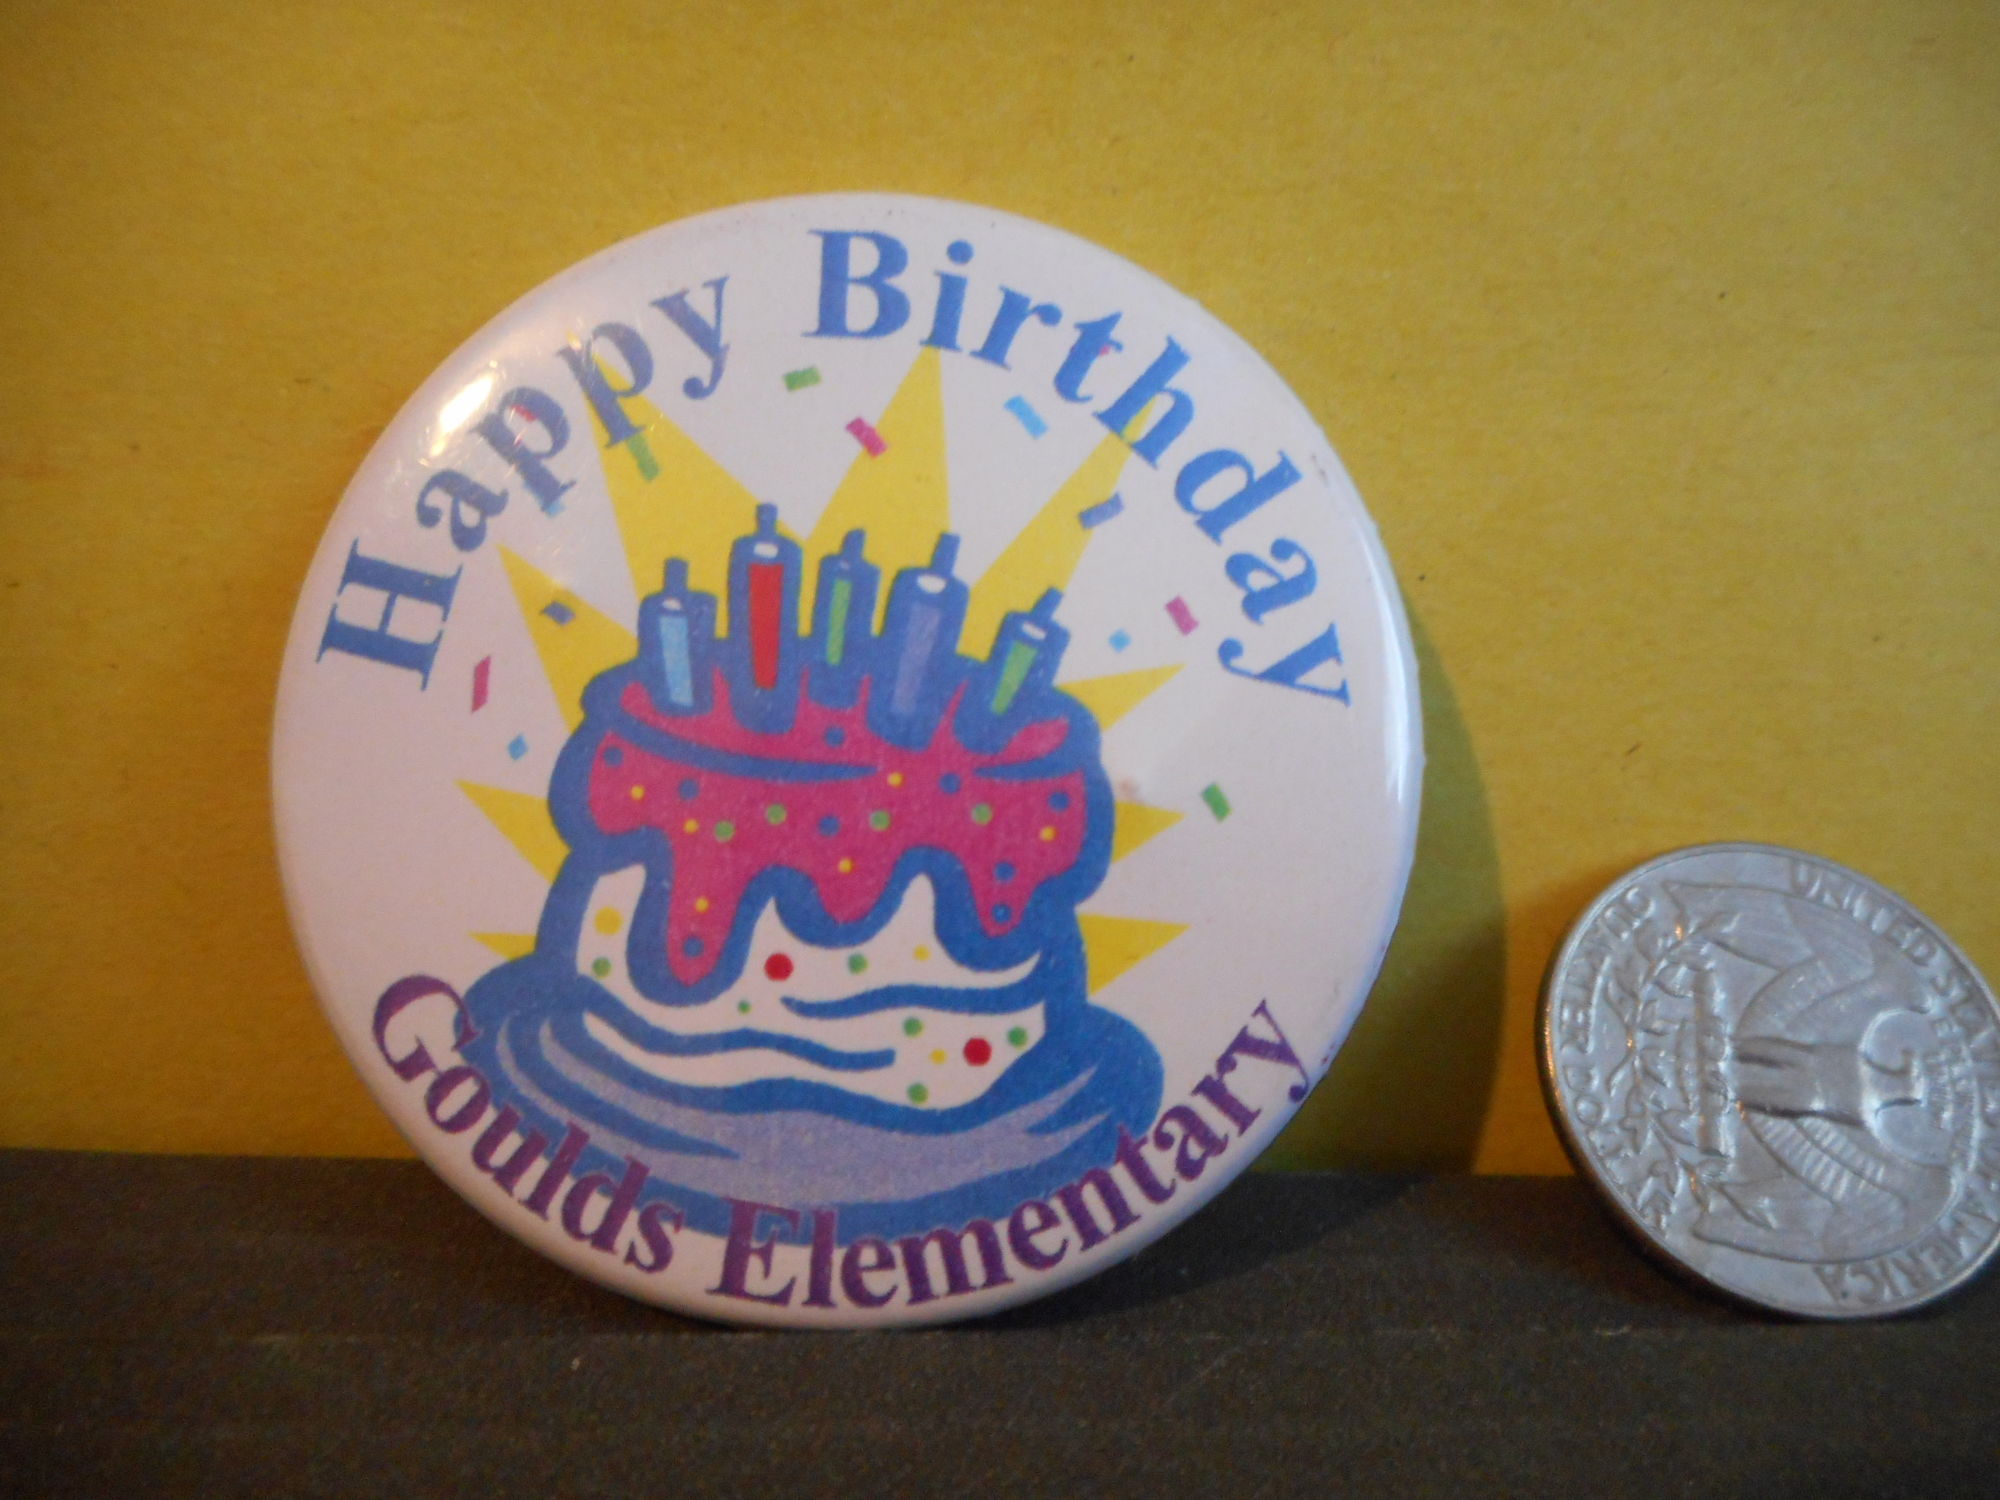 Happy Birthday
Goulds Elementary
UNITED STATES OF AMERICA
QUARTER DOLLAR